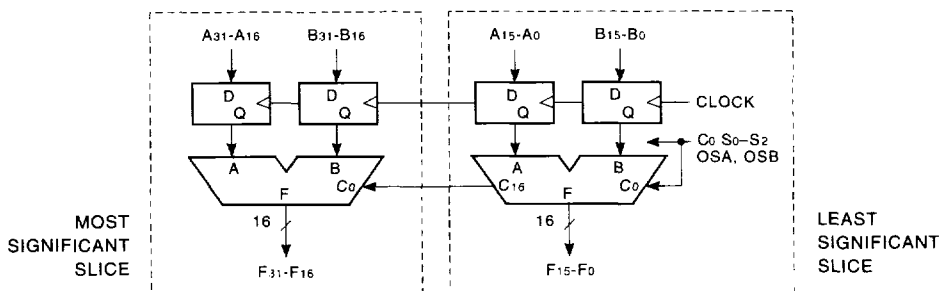 A31-A16 B31-B16 A15-A0 B15-B0
D D D D
Q Q Q Q
CLOCK
C0 S0–S2
OSA, OSB
A B A B
C0 C16 C0
F F
MOST
SIGNIFICANT
SLICE
16 16
LEAST
SIGNIFICANT
SLICE
F31-F16 F15-F0